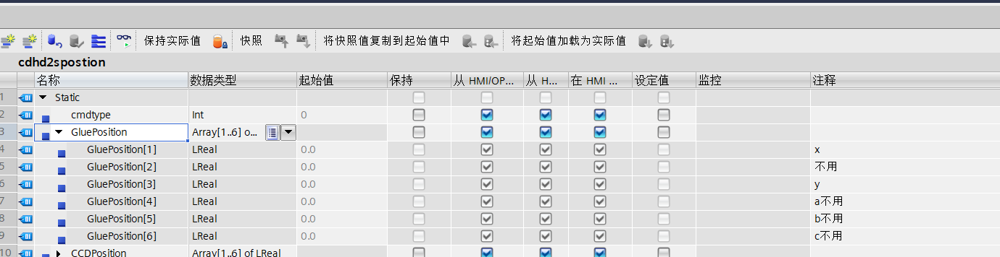 保持实际值 快照 将快照值复制到起始值中 将起始值加载为实际值
cdhd2spostion
名称 数据类型 起始值 保持 从 HMI/OP... 从 H... 在 HMI ... 设定值 监控 注释
1 Static
2 cmdtype Int 0
3 GluePosition Array[1..6] o...
4 GluePosition[1] LReal 0.0 x
5 GluePosition[2] LReal 0.0 不用
6 GluePosition[3] LReal 0.0 y
7 GluePosition[4] LReal 0.0 a不用
8 GluePosition[5] LReal 0.0 b不用
9 GluePosition[6] LReal 0.0 c不用
10 CCDPosition Array[1..6] of LReal